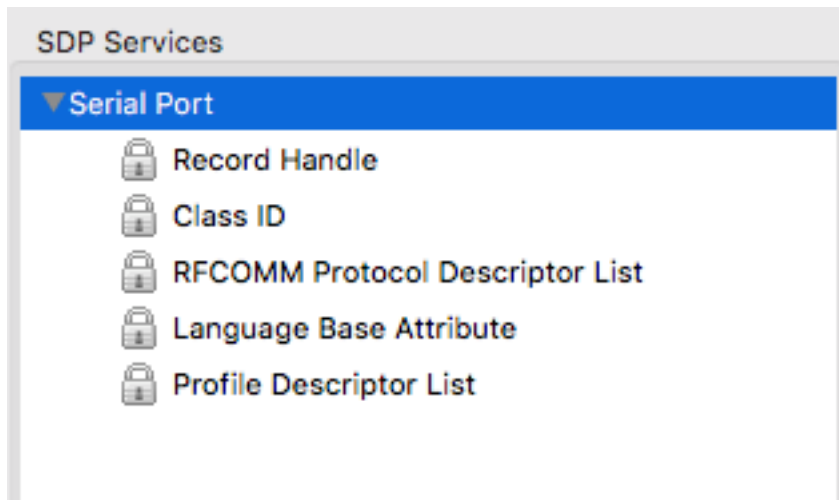 SDP Services
Serial Port
Record Handle
Class ID
RFCOMM Protocol Descriptor List
Language Base Attribute
Profile Descriptor List